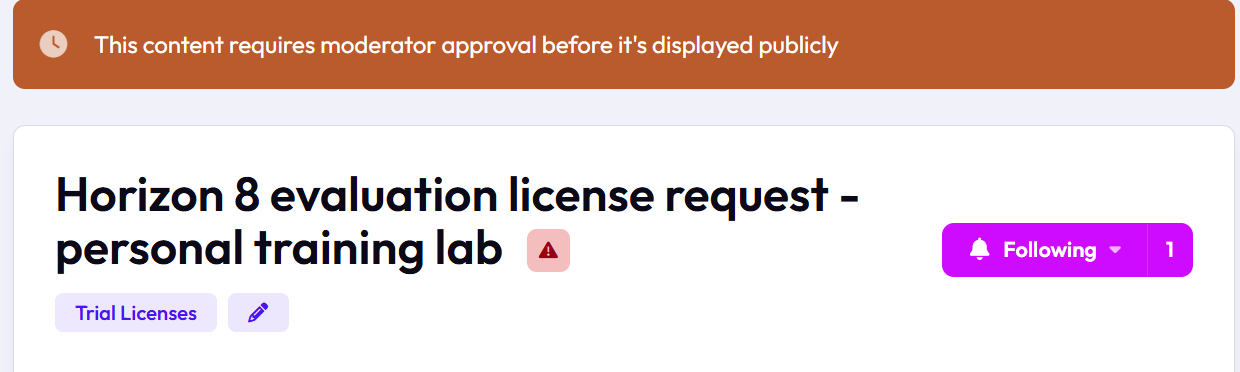 This content requires moderator approval before it's displayed publicly
Horizon 8 evaluation license request -
personal training lab
Following 1
Trial Licenses